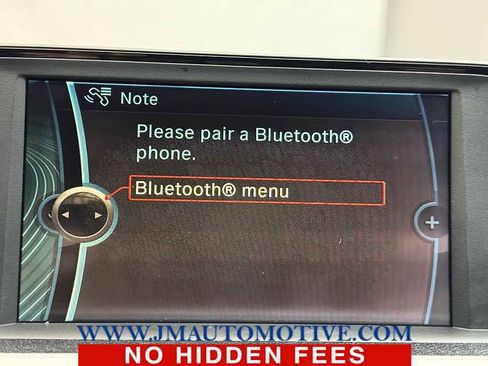 Note
Please pair a Bluetooth®
phone.
Bluetooth® menu
+
WWW.JMAUTOMOTIVE.COM
NO HIDDEN FEES